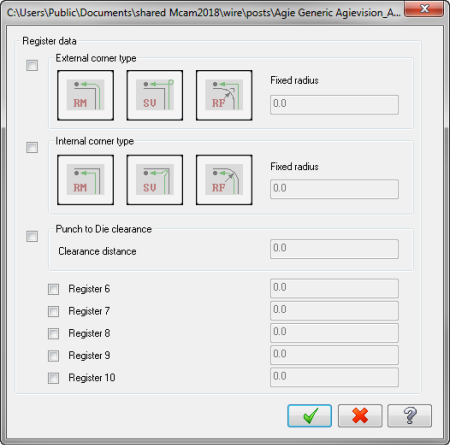 C:\Users\Public\Documents\shared Mcam2018\wire\posts\Agie Generic Agievision_A...
Register data
External corner type
RM SV RF
Fixed radius
0.0
Internal corner type
RM SV RF
Fixed radius
0.0
Punch to Die clearance
Clearance distance 0.0
Register 6 0.0
Register 7 0.0
Register 8 0.0
Register 9 0.0
Register 10 0.0